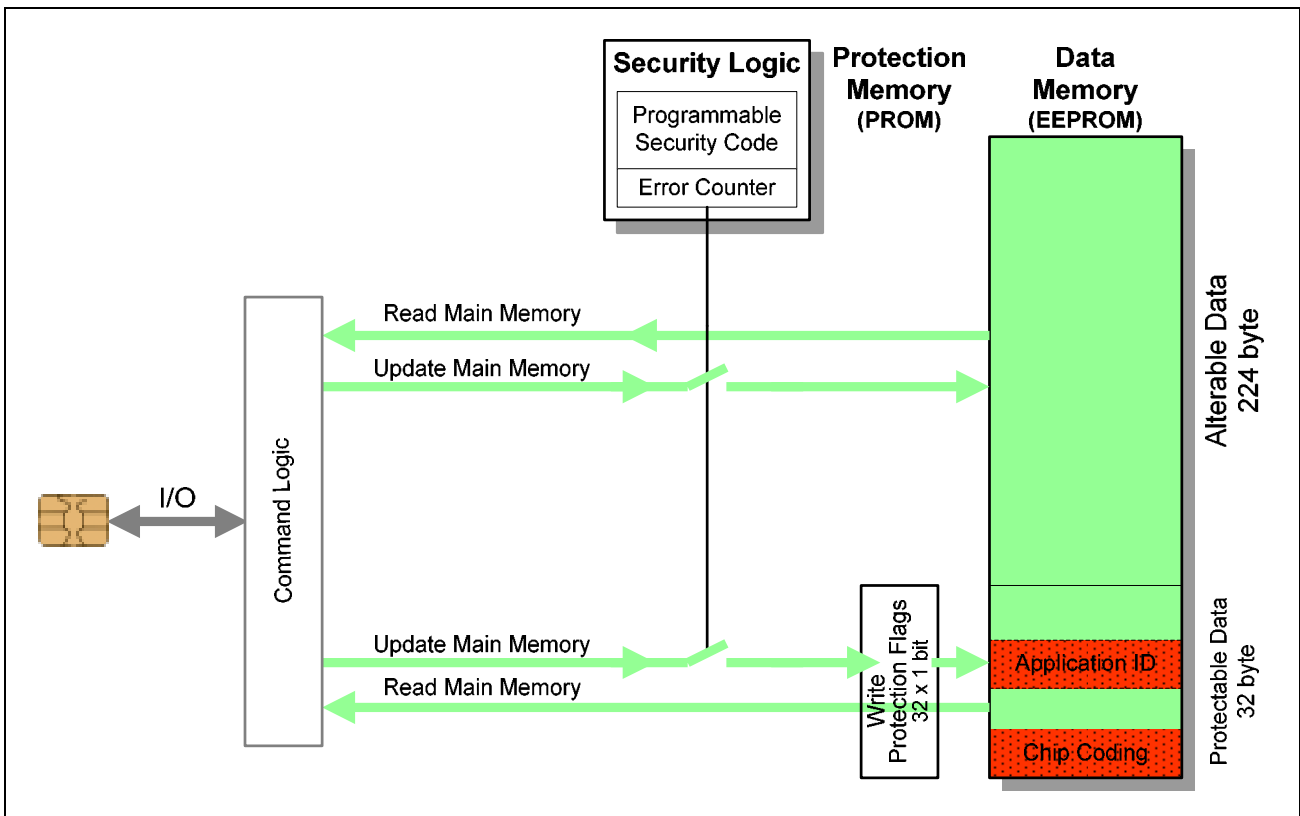 Security Logic
Programmable
Security Code
Error Counter
Protection
Memory
(PROM)
Data
Memory
(EEPROM)
Read Main Memory
Update Main Memory
Alterable Data
224 byte
I/O
Command Logic
Update Main Memory
Read Main Memory
Write
Protection Flags
32 x 1 bit
Application ID
Chip Coding
Protectable Data
32 byte